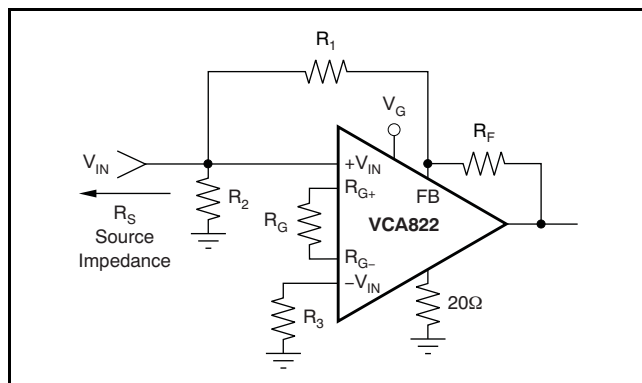 R1
VG
RF
VIN
+VIN
FB
R2
RG+
RG
VCA822
RS
Source
Impedance
RG−
−VIN
R3
20Ω